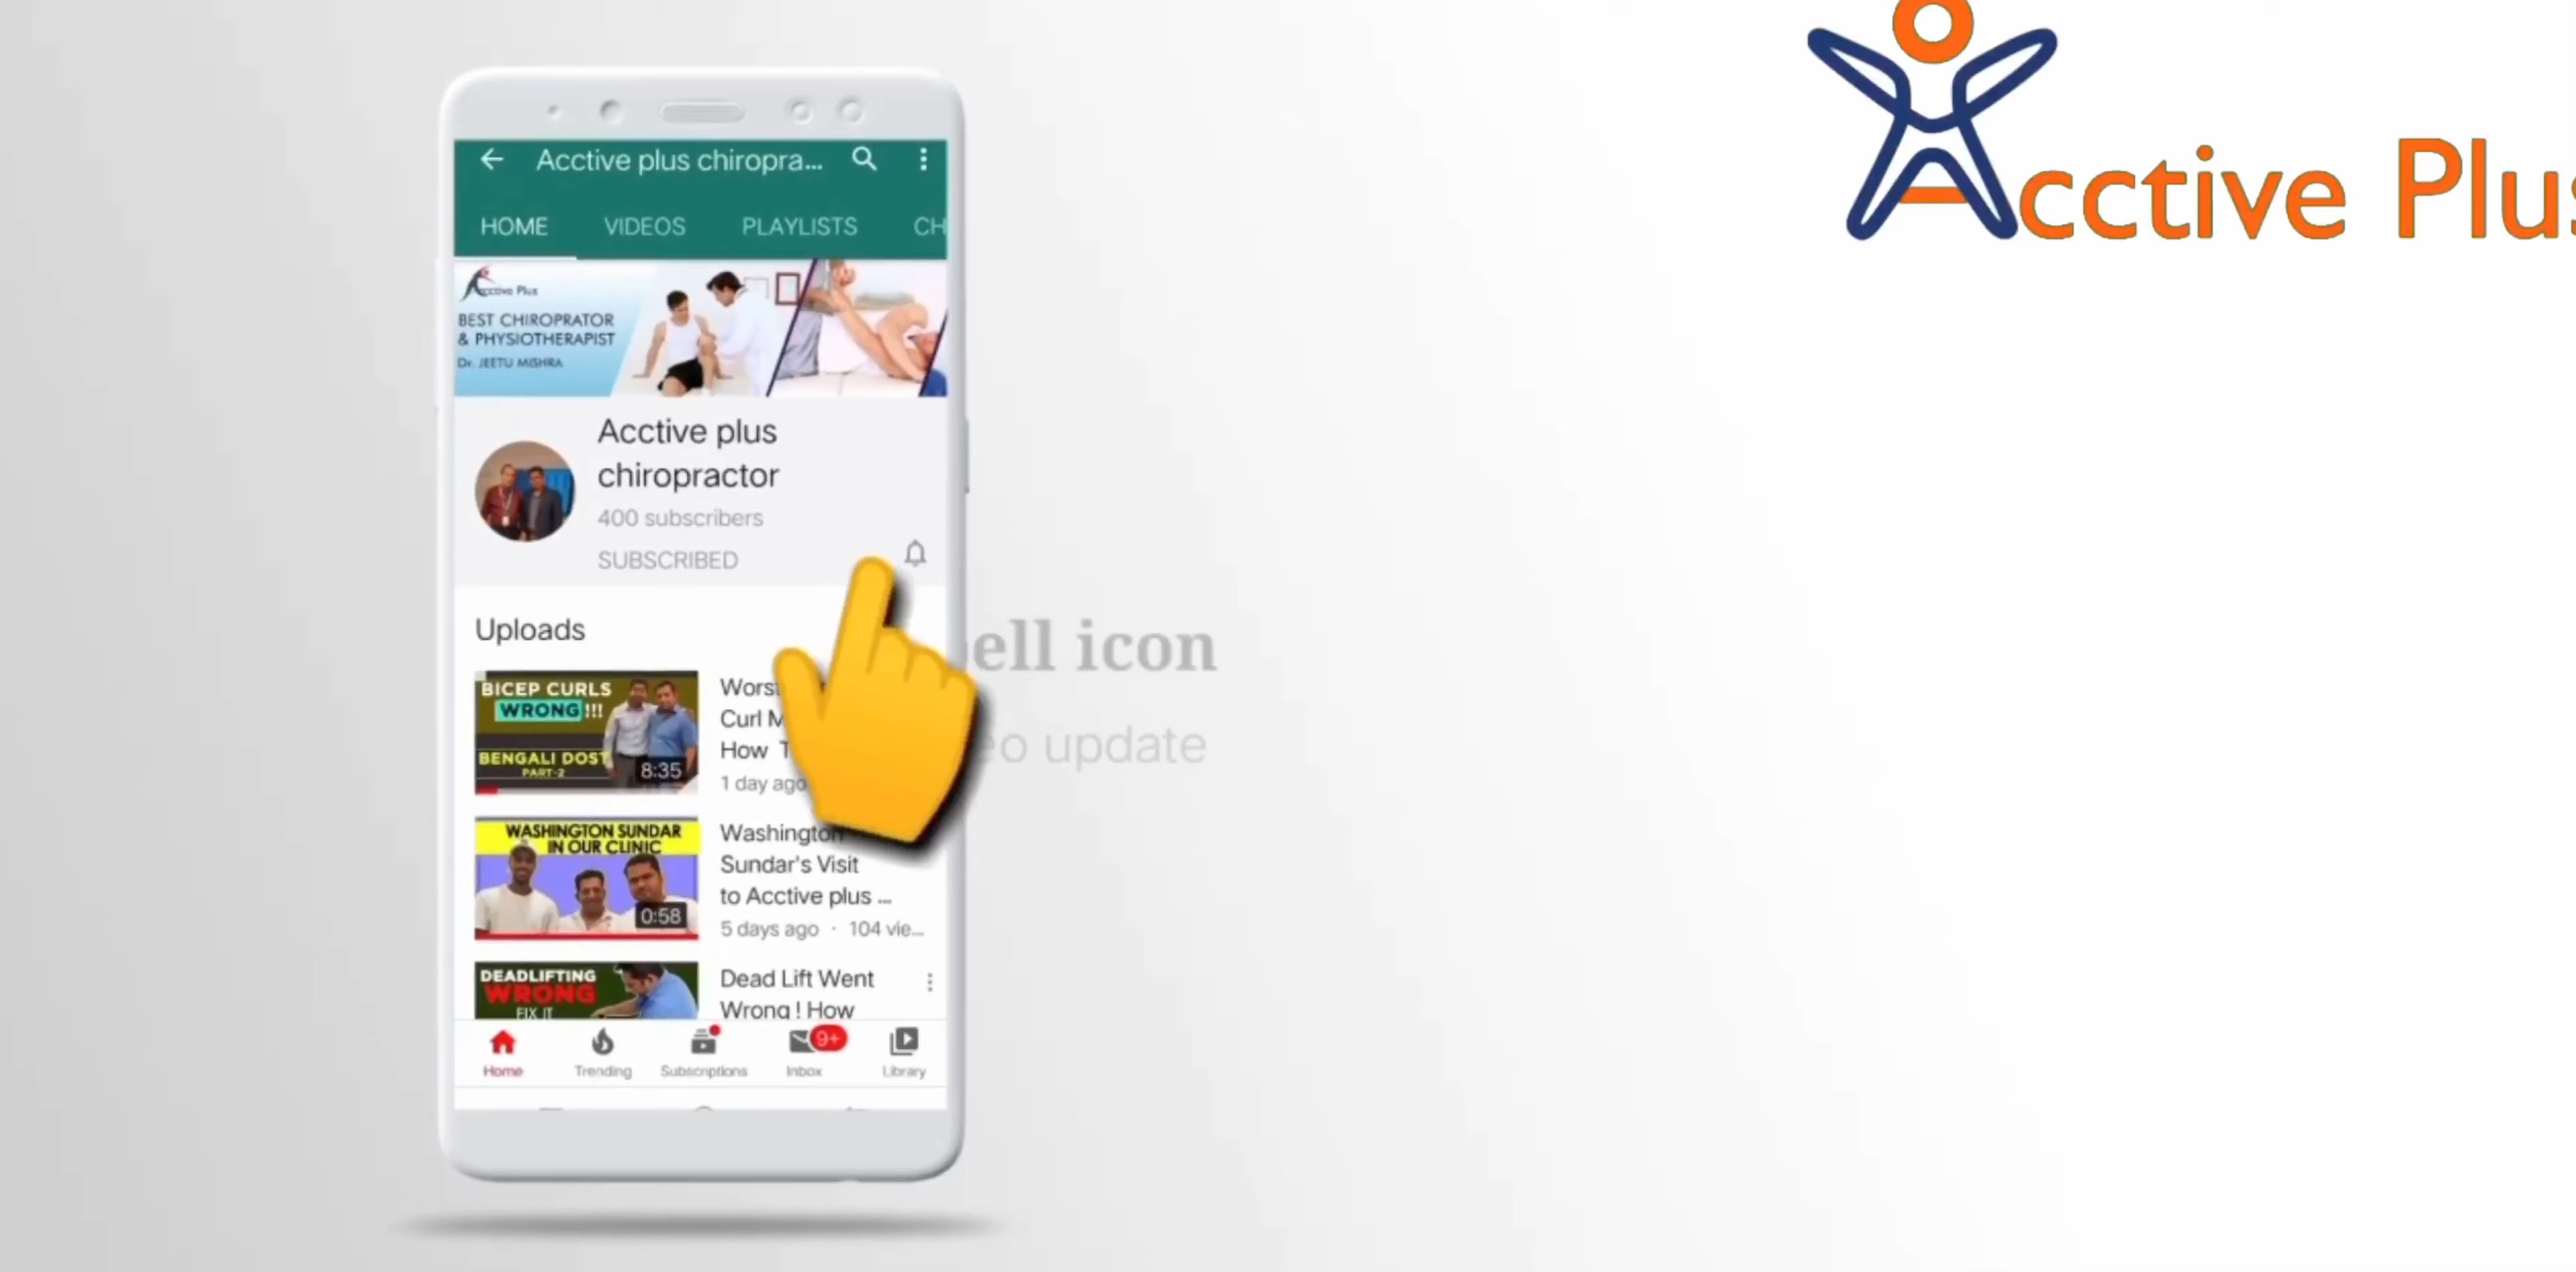 Acctive Plus
Acctive plus chiropra...
HOME VIDEOS PLAYLISTS CH
Acctive Plus
BEST CHIROPRATOR
& PHYSIOTHERAPIST
Dr. JEETU MISHRA
Acctive plus
chiropractor
400 subscribers
SUBSCRIBED
ell icon
eo update
Uploads
BICEP CURLS
WRONG!!!
BENGALI DOST
PART-2
8:35
Curl
How
1 day ago
WASHINGTON SUNDAR
IN OUR CLINIC
0:58
Washington
Sundar's Visit
to Acctive plus ...
5 days ago · 104 vie...
DEADLIFTING
WRONG
FIX IT
Dead Lift Went
Wrong ! How
9+
Home Trending Subscriptions Inbox Library